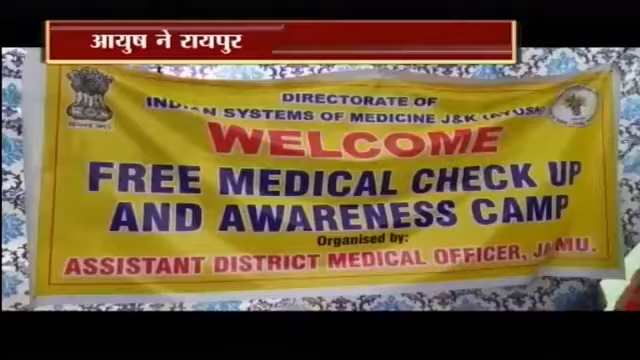 आयुष ने रायपुर
DIRECTORATE OF
INDIAN SYSTEMS OF MEDICINE J&K (AYUSH)
WELCOME
FREE MEDICAL CHECK UP
AND AWARENESS CAMP
Organised by:
ASSISTANT DISTRICT MEDICAL OFFICER, JAMMU.